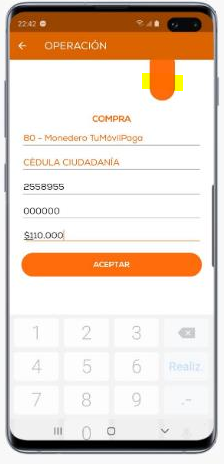 22:42
OPERACIÓN
COMPRA
80 - Monedero TuMóvilPaga
CÉDULA CIUDADANÍA
2558955
000000
$110.000
ACEPTAR
1 2 3
4 5 6 Realiz.
7 8 9 .-
0